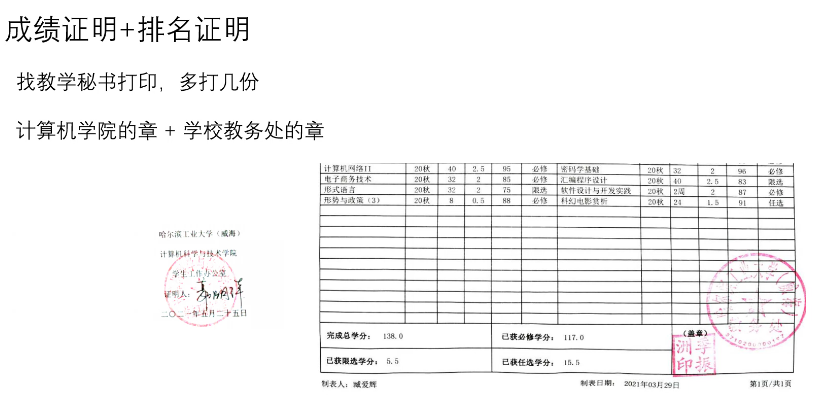 成绩证明+排名证明
找教学秘书打印，多打几份
计算机学院的章 + 学校教务处的章
计算机网络II 20秋 40 2.5 95 必修 密码学基础 20秋 32 2 96 必修
电子商务技术 20秋 32 2 85 必修 汇编程序设计 20秋 40 2.5 83 限选
形式语言 20秋 32 2 75 限选 软件设计与开发实践 20秋 2周 2 87 必修
形势与政策（3） 20秋 8 0.5 88 必修 科幻电影赏析 20秋 24 1.5 91 任选
哈尔滨工业大学（威海）
计算机科学与技术学院
学生工作办公室
证明人：
二〇二一年五月二十五日
完成总学分： 138.0 已获必修学分： 117.0 （盖章）
已获限选学分： 5.5 已获任选学分： 15.5
李振洲印
制表人：臧爱辉 制表日期： 2021年03月29日 第1页/共1页